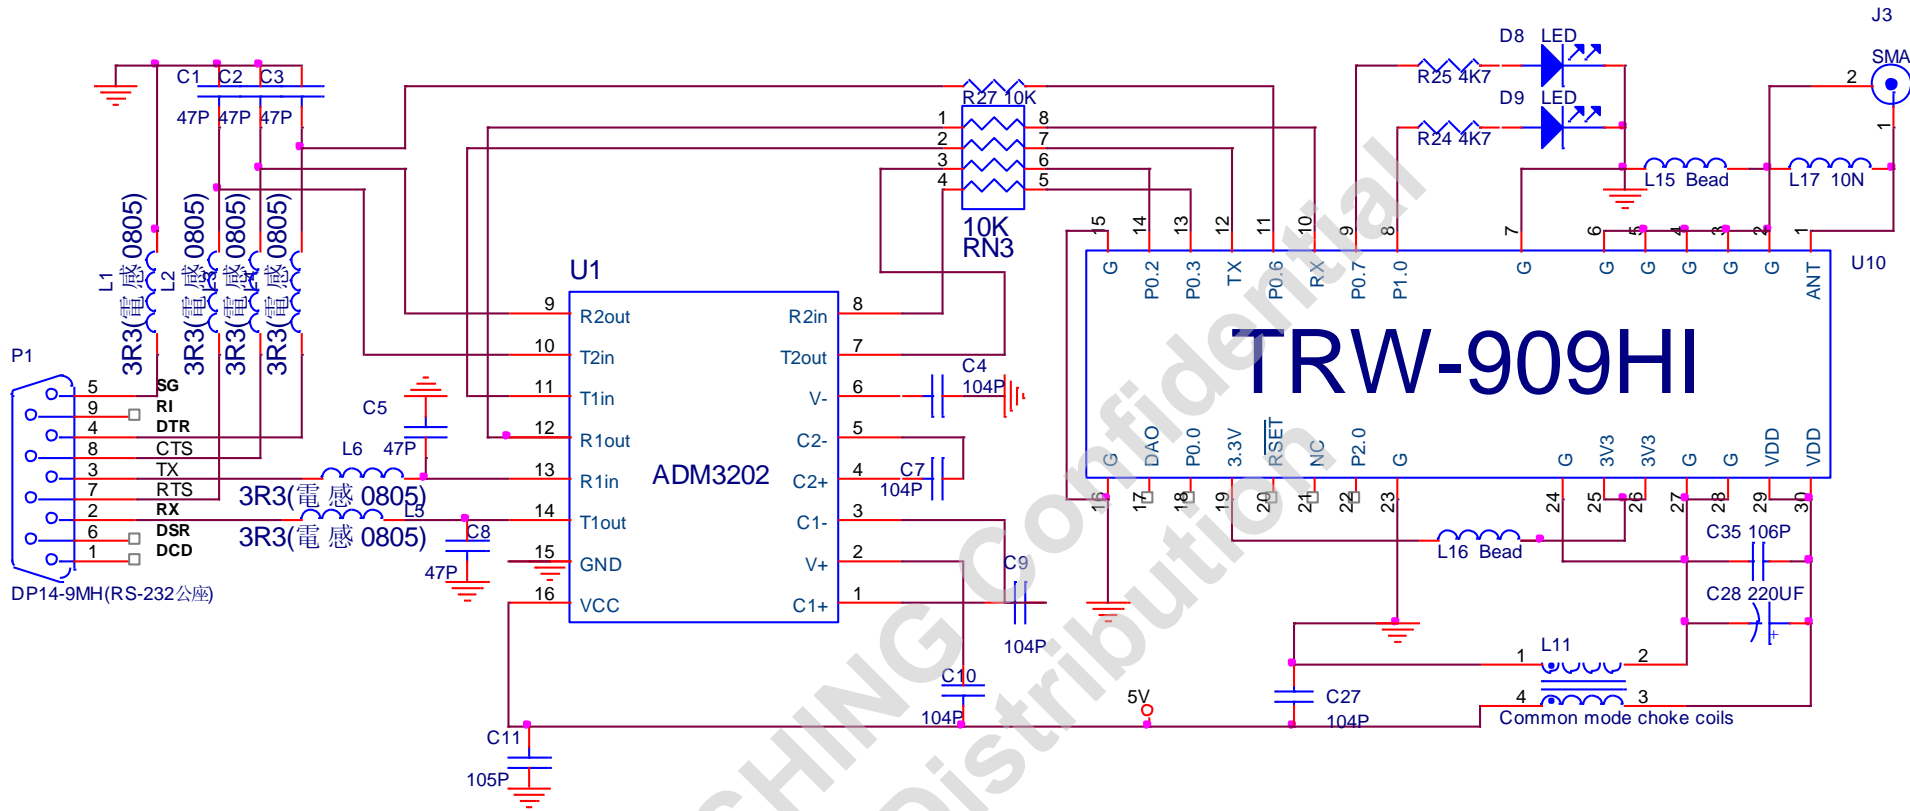 J3
SMA
2
1
D8 LED
R25 4K7
D9 LED
R24 4K7
C1 C2 C3
47P 47P 47P
R27 10K
1 8
2 7
3 6
4 5
10K
RN3
L15 Bead
L17 10N
L1
3R3(電感0805)
L2
3R3(電感0805)
L3
3R3(電感0805)
3R3(電感0805)
P1
5 SG
9 RI
4 DTR
8 CTS
3 TX
7 RTS
2 RX
6 DSR
1 DCD
DP14-9MH(RS-232公座)
C5
47P
L6
3R3(電感0805)
L5
3R3(電感0805)
C8
47P
U1
ADM3202
9 R2out
10 T2in
11 T1in
12 R1out
13 R1in
14 T1out
15 GND
16 VCC
R2in 8
T2out 7
V- 6
C2- 5
C2+ 4
C1- 3
V+ 2
C1+ 1
C4
104P
C7
104P
C9
104P
C10
104P
C11
105P
5V
C27
104P
U10
TRW-909HI
15 G
14 P0.2
13 P0.3
12 TX
11 P0.6
10 RX
9 P0.7
8 P1.0
7 G
6 G
5 G
4 G
3 G
2 G
1 ANT
16 G
17 DAO
18 P0.0
19 3.3V
20 RSET
21 NC
22 P2.0
23 G
24 G
25 3V3
26 3V3
27 G
28 G
29 VDD
30 VDD
L16 Bead
C35 106P
C28 220UF
+
L11
1 2
4 3
Common mode choke coils
Confidential
Distribution